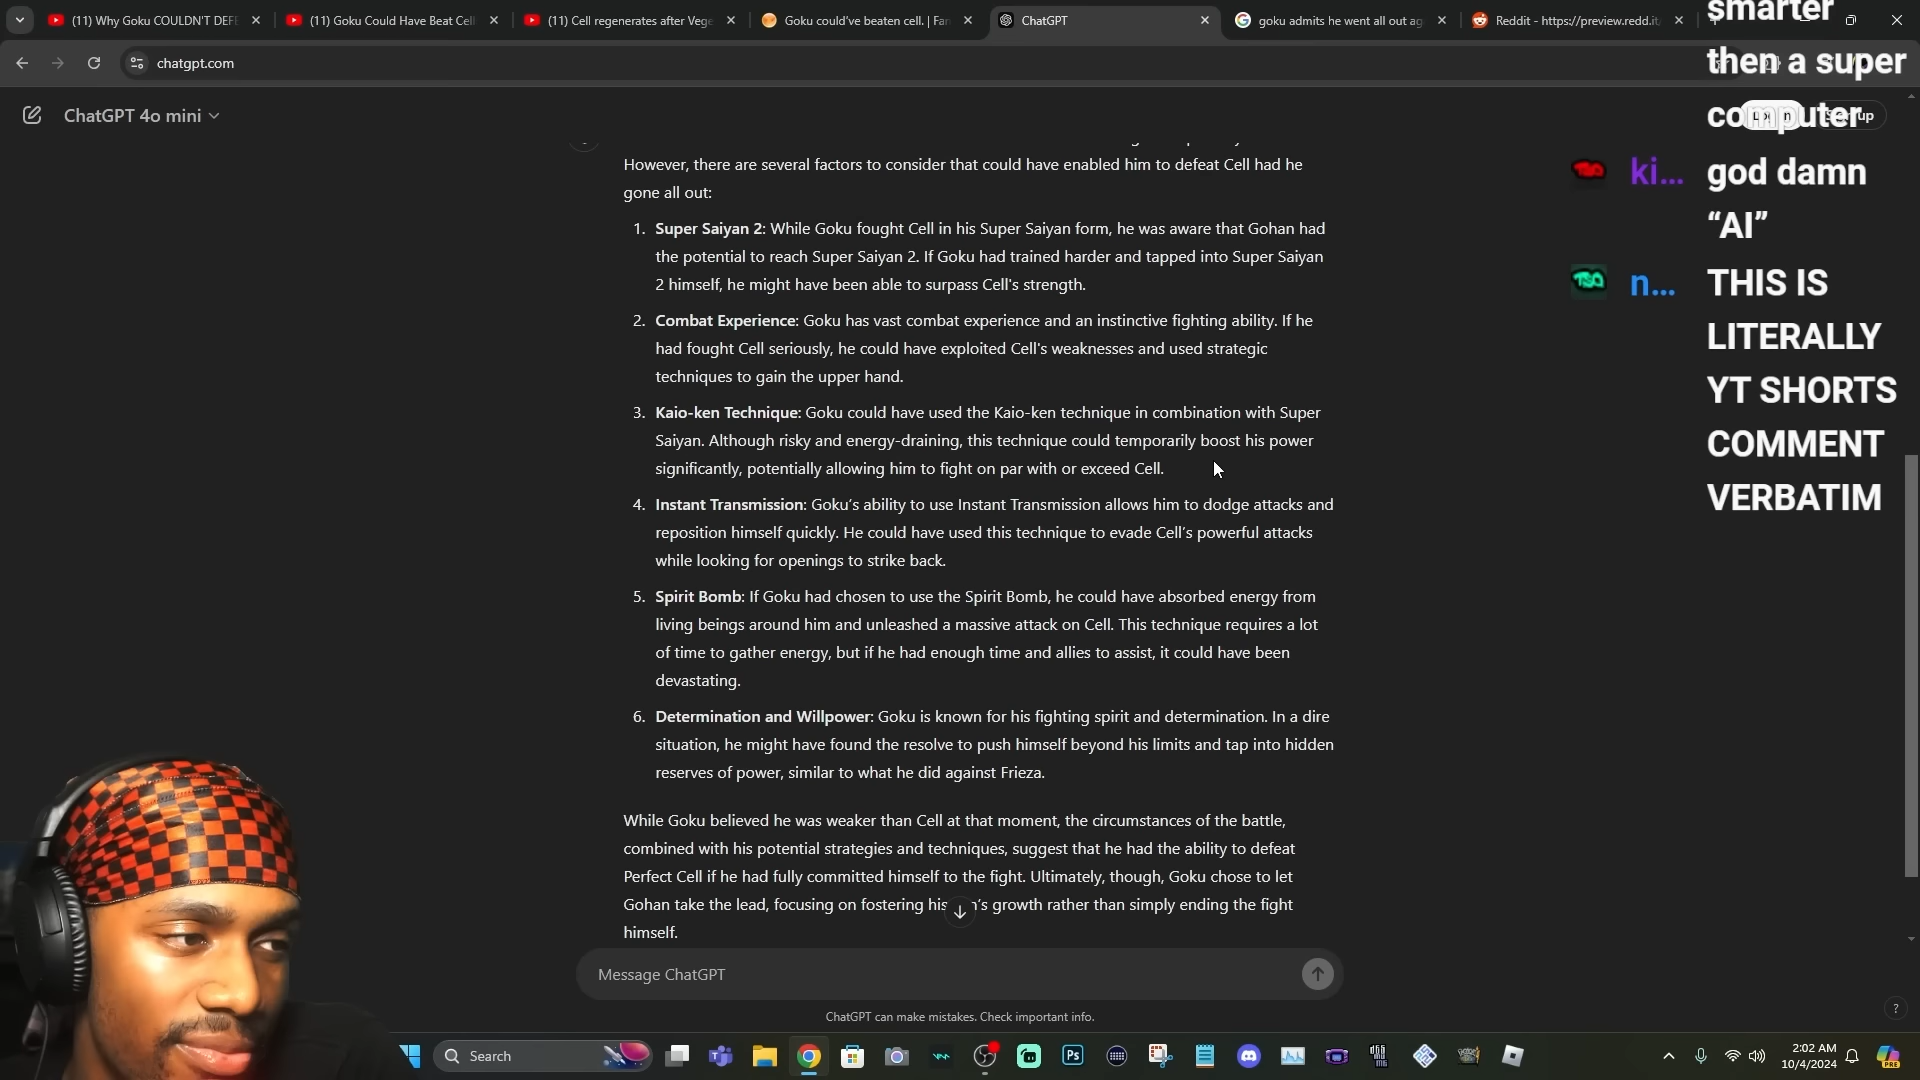 (11) Why Goku COULDN'T DEFE
(11) Goku Could Have Beat Cel
(11) Cell regenerates after Vege
Goku could've beaten cell. | Fan
ChatGPT
goku admits he went all out ag
Reddit - https://preview.redd.it
chatgpt.com
ChatGPT 4o mini
However, there are several factors to consider that could have enabled him to defeat Cell had he
gone all out:
1. Super Saiyan 2: While Goku fought Cell in his Super Saiyan form, he was aware that Gohan had
the potential to reach Super Saiyan 2. If Goku had trained harder and tapped into Super Saiyan
2 himself, he might have been able to surpass Cell's strength.
2. Combat Experience: Goku has vast combat experience and an instinctive fighting ability. If he
had fought Cell seriously, he could have exploited Cell's weaknesses and used strategic
techniques to gain the upper hand.
3. Kaio-ken Technique: Goku could have used the Kaio-ken technique in combination with Super
Saiyan. Although risky and energy-draining, this technique could temporarily boost his power
significantly, potentially allowing him to fight on par with or exceed Cell.
4. Instant Transmission: Goku's ability to use Instant Transmission allows him to dodge attacks and
reposition himself quickly. He could have used this technique to evade Cell's powerful attacks
while looking for openings to strike back.
5. Spirit Bomb: If Goku had chosen to use the Spirit Bomb, he could have absorbed energy from
living beings around him and unleashed a massive attack on Cell. This technique requires a lot
of time to gather energy, but if he had enough time and allies to assist, it could have been
devastating.
6. Determination and Willpower: Goku is known for his fighting spirit and determination. In a dire
situation, he might have found the resolve to push himself beyond his limits and tap into hidden
reserves of power, similar to what he did against Frieza.
While Goku believed he was weaker than Cell at that moment, the circumstances of the battle,
combined with his potential strategies and techniques, suggest that he had the ability to defeat
Perfect Cell if he had fully committed himself to the fight. Ultimately, though, Goku chose to let
Gohan take the lead, focusing on fostering his 's growth rather than simply ending the fight
himself.
Message ChatGPT
ChatGPT can make mistakes. Check important info.
?
smarter
then a super
computer
ki... god damn
“AI”
n... THIS IS
LITERALLY
YT SHORTS
COMMENT
VERBATIM
Search
Ps
2:02 AM
10/4/2024